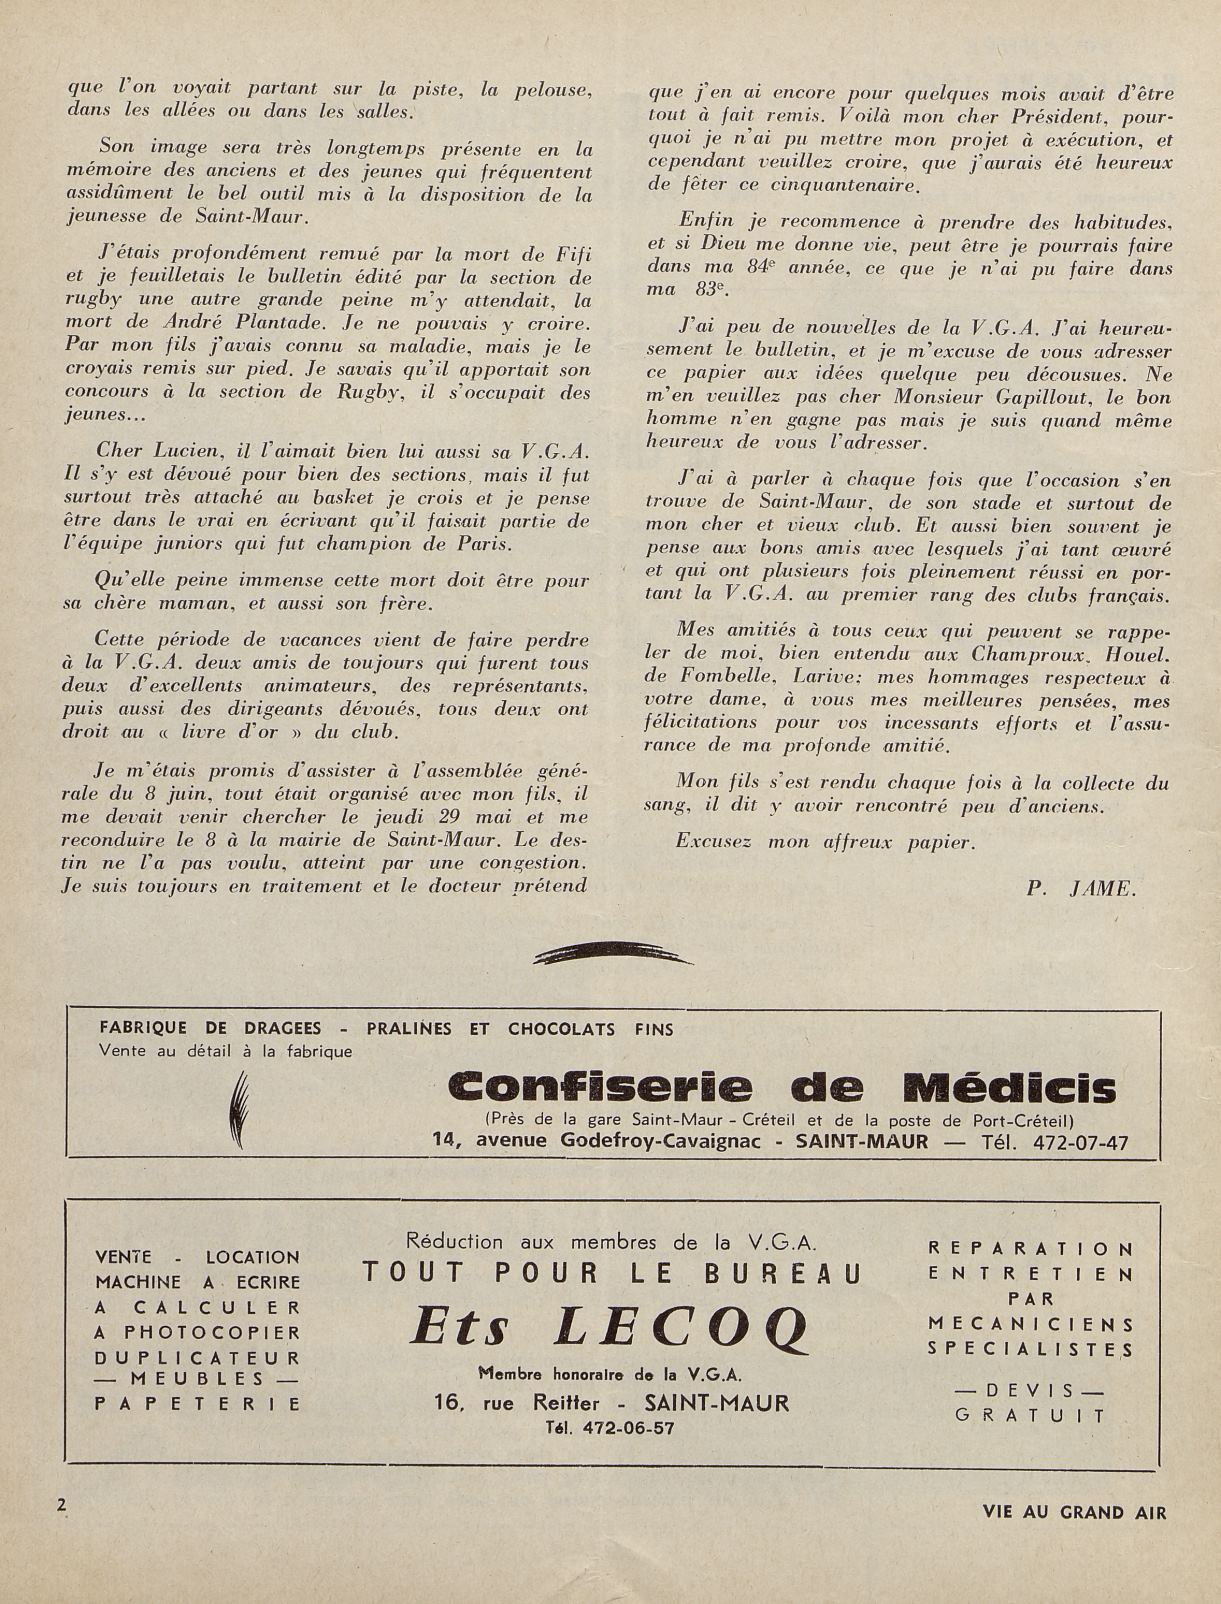 que l'on voyait partant sur la piste, la pelouse,
dans les allées ou dans les salles.
Son image sera très longtemps présente en la
mémoire des anciens et des jeunes qui fréquentent
assidûment le bel outil mis à la disposition de la
jeunesse de Saint-Maur.
J'étais profondément remué par la mort de Fifi
et je feuilletais le bulletin édité par la section de
rugby une autre grande peine m'y attendait, la
mort de André Plantade. Je ne pouvais y croire.
Par mon fils j'avais connu sa maladie, mais je le
croyais remis sur pied. Je savais qu'il apportait son
concours à la section de Rugby, il s'occupait des
jeunes...
Cher Lucien, il l'aimait bien lui aussi sa V.G.A.
Il s'y est dévoué pour bien des sections, mais il fut
surtout très attaché au basket je crois et je pense
être dans le vrai en écrivant qu'il faisait partie de
l'équipe juniors qui fut champion de Paris.
Qu'elle peine immense cette mort doit être pour
sa chère maman, et aussi son frère.
Cette période de vacances vient de faire perdre
à la V.G.A. deux amis de toujours qui furent tous
deux d'excellents animateurs, des représentants,
puis aussi des dirigeants dévoués, tous deux ont
droit au « livre d'or » du club.
Je m'étais promis d'assister à l'assemblée géné-
rale du 8 juin, tout était organisé avec mon fils, il
me devait venir chercher le jeudi 29 mai et me
reconduire le 8 à la mairie de Saint-Maur. Le des-
tin ne l'a pas voulu, atteint par une congestion.
Je suis toujours en traitement et le docteur prétend
que j'en ai encore pour quelques mois avait d'être
tout à fait remis. Voilà mon cher Président, pour-
quoi je n'ai pu mettre mon projet à exécution, et
cependant veuillez croire, que j'aurais été heureux
de fêter ce cinquantenaire.
Enfin je recommence à prendre des habitudes,
et si Dieu me donne vie, peut être je pourrais faire
dans ma 84e année, ce que je n'ai pu faire dans
ma 83e.
J'ai peu de nouvelles de la V.G.A. J'ai heureu-
sement le bulletin, et je m'excuse de vous adresser
ce papier aux idées quelque peu décousues. Ne
m'en veuillez pas cher Monsieur Gapillout, le bon
homme n'en gagne pas mais je suis quand même
heureux de vous l'adresser.
J'ai à parler à chaque fois que l'occasion s'en
trouve de Saint-Maur, de son stade et surtout de
mon cher et vieux club. Et aussi bien souvent je
pense aux bons amis avec lesquels j'ai tant œuvré
et qui ont plusieurs fois pleinement réussi en por-
tant la V.G.A. au premier rang des clubs français.
Mes amitiés à tous ceux qui peuvent se rappe-
ler de moi, bien entendu aux Champroux, Houel.
de Fombelle, Larive; mes hommages respecteux à
votre dame, à vous mes meilleures pensées, mes
félicitations pour vos incessants efforts et l'assu-
rance de ma profonde amitié.
Mon fils s'est rendu chaque fois à la collecte du
sang, il dit y avoir rencontré peu d'anciens.
Excusez mon affreux papier.
P. JAME.
FABRIQUE DE DRAGEES - PRALINES ET CHOCOLATS FINS
Vente au détail à la fabrique
Confiserie de Médicis
(Près de la gare Saint-Maur - Créteil et de la poste de Port-Créteil)
14, avenue Godefroy-Cavaignac - SAINT-MAUR — Tél. 472-07-47
VENTE - LOCATION
MACHINE A ECRIRE
A CALCULER
A PHOTOCOPIER
DUPLICATEUR
— MEUBLES —
PAPETERIE
Réduction aux membres de la V.G.A.
TOUT POUR LE BUREAU
Ets LECOQ
Membre honoraire de la V.G.A.
16, rue Reitter - SAINT-MAUR
Tél. 472-06-57
REPARATION
ENTRETIEN
PAR
MECANICIENS
SPECIALISTES
— DEVIS —
GRATUIT
2
VIE AU GRAND AIR